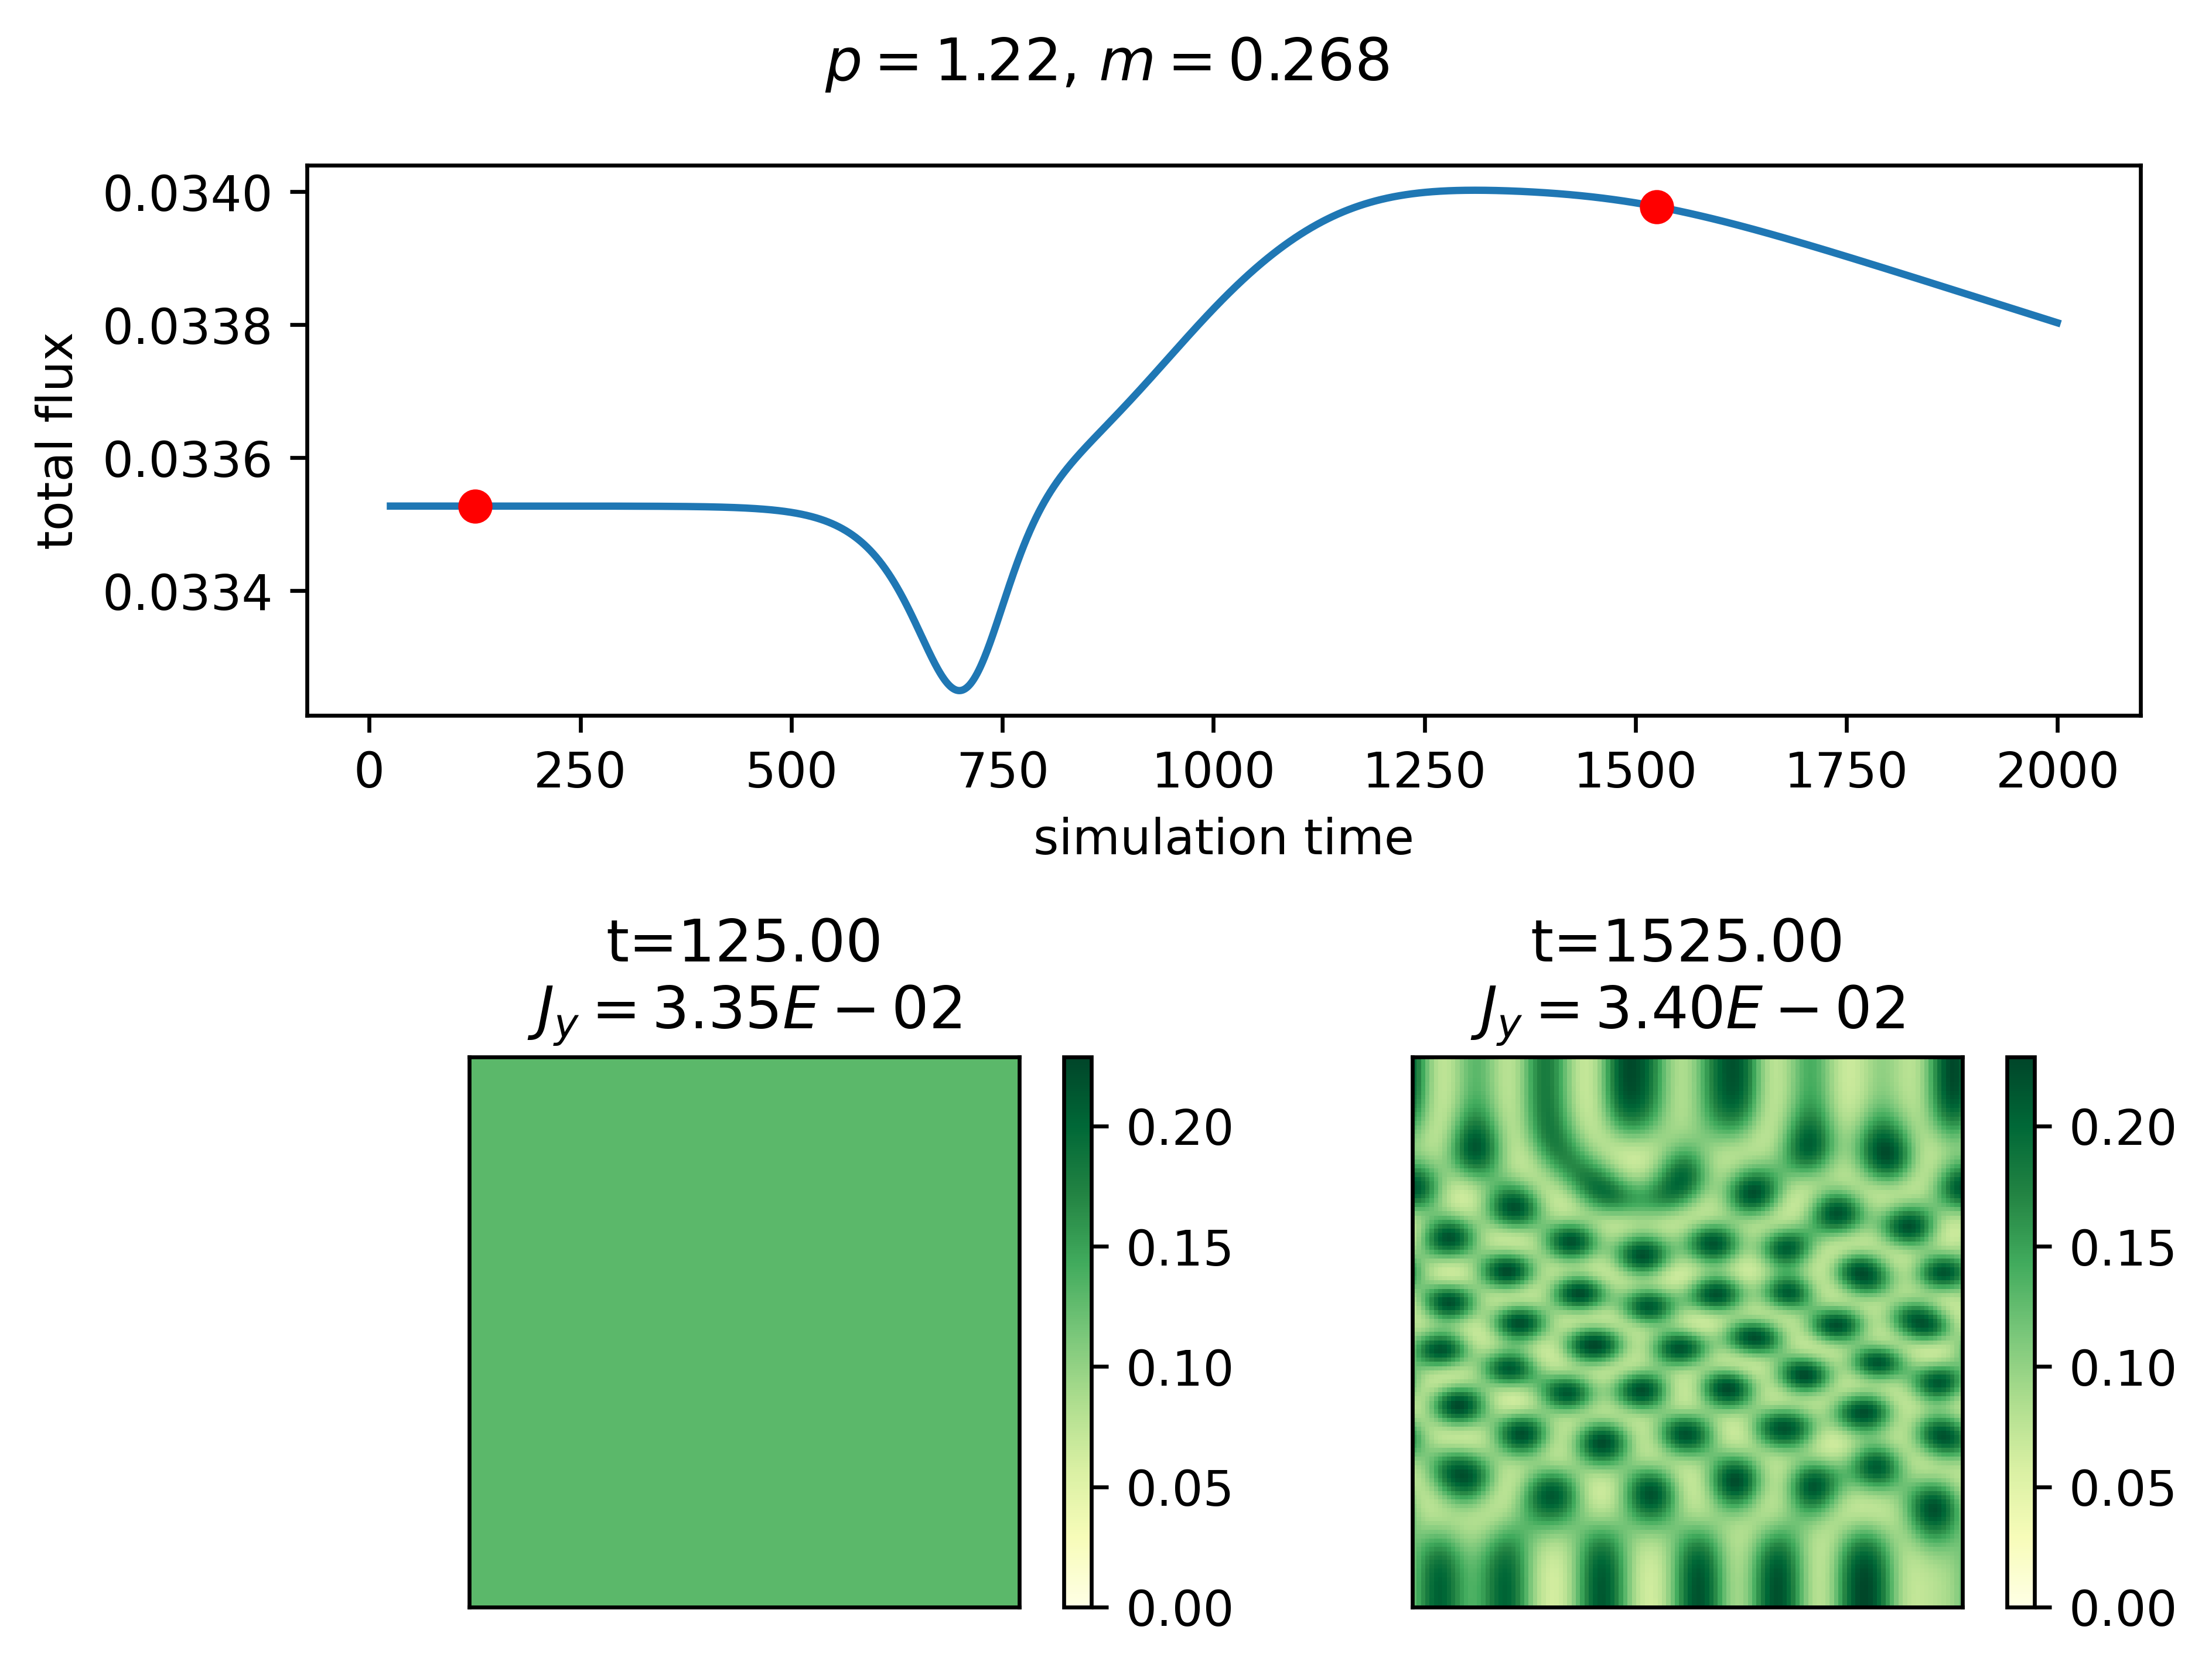 p = 1.22, m = 0.268
0.0340
0.0338
0.0336
0.0334
total flux
0 250 500 750 1000 1250 1500 1750 2000
simulation time
t=125.00
J_y = 3.35E − 02
0.20
0.15
0.10
0.05
0.00
t=1525.00
J_y = 3.40E − 02
0.20
0.15
0.10
0.05
0.00